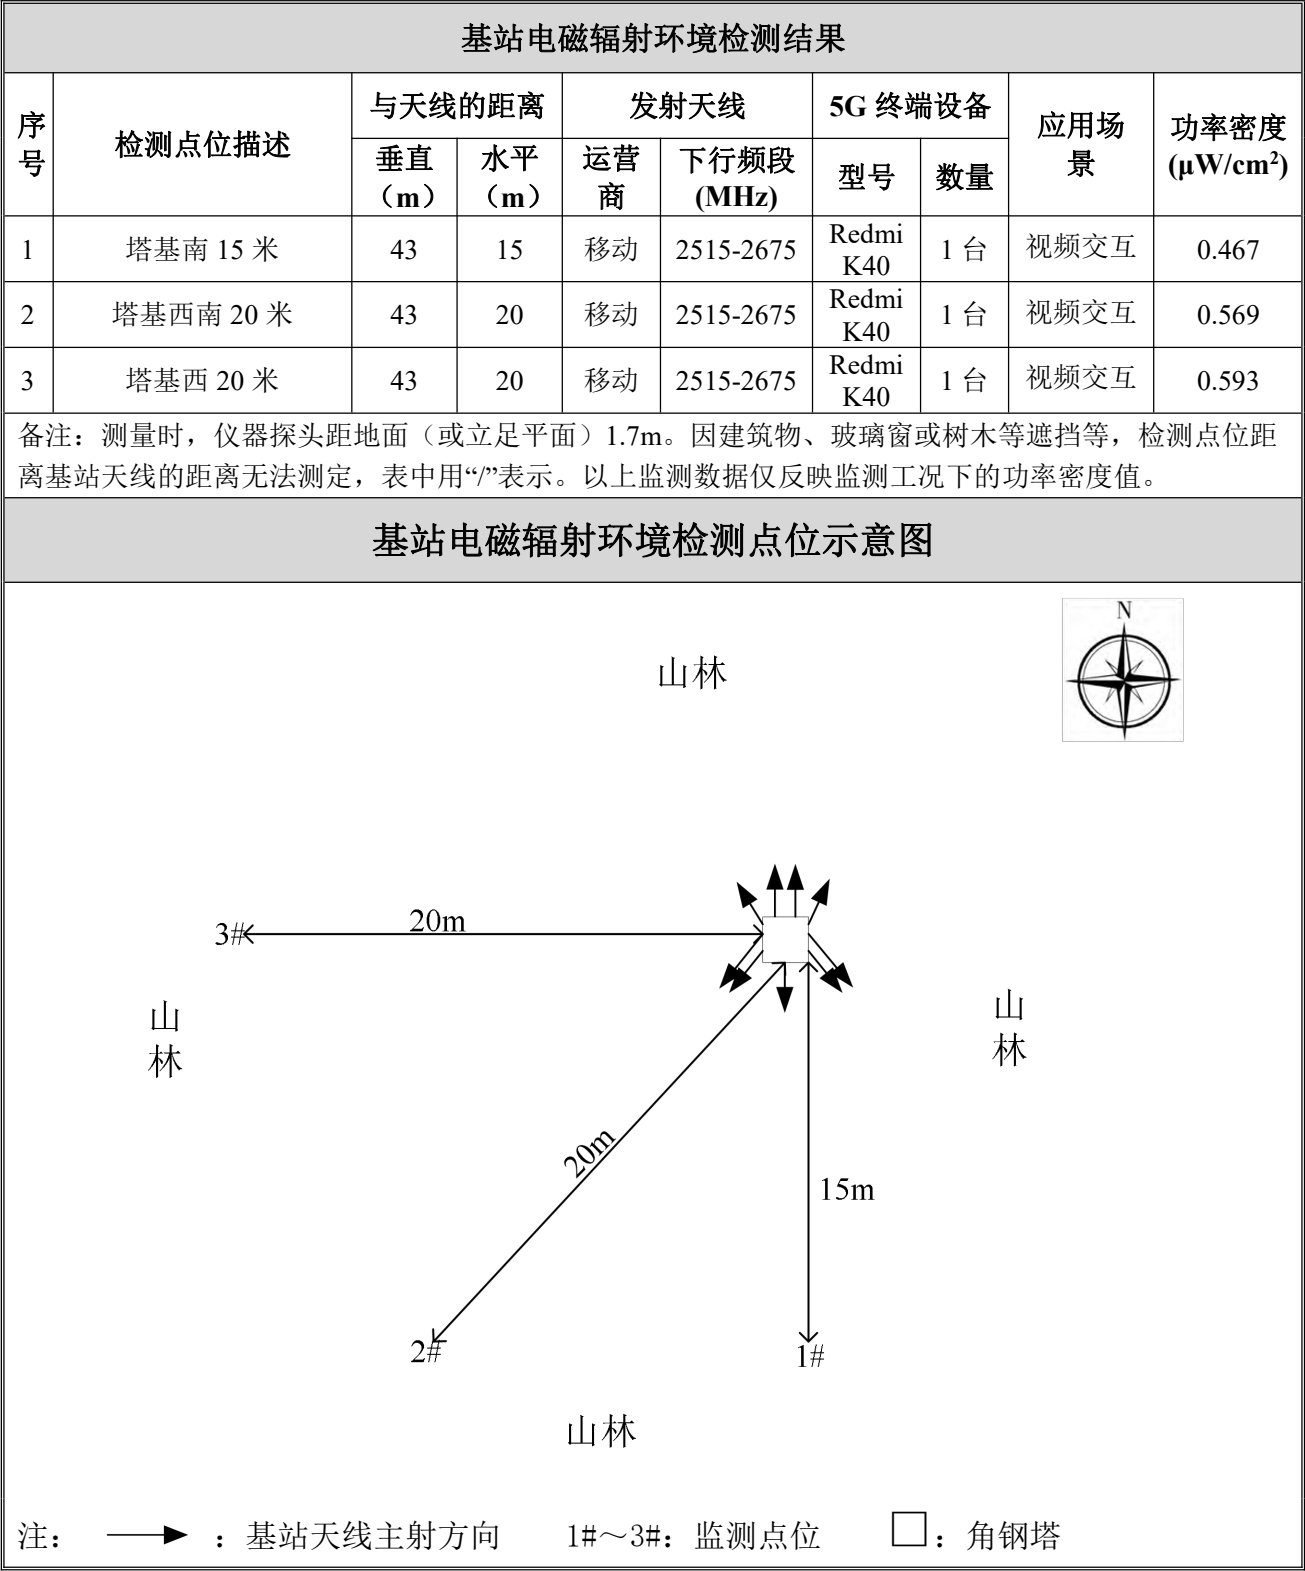 基站电磁辐射环境检测结果
序号 检测点位描述 与天线的距离 发射天线 5G 终端设备 应用场景 功率密度(μW/cm²)
垂直（m） 水平（m） 运营商 下行频段(MHz) 型号 数量
1 塔基南 15 米 43 15 移动 2515-2675 Redmi K40 1 台 视频交互 0.467
2 塔基西南 20 米 43 20 移动 2515-2675 Redmi K40 1 台 视频交互 0.569
3 塔基西 20 米 43 20 移动 2515-2675 Redmi K40 1 台 视频交互 0.593
备注：测量时，仪器探头距地面（或立足平面）1.7m。因建筑物、玻璃窗或树木等遮挡等，检测点位距
离基站天线的距离无法测定，表中用“/”表示。以上监测数据仅反映监测工况下的功率密度值。
基站电磁辐射环境检测点位示意图
N
山林
3#
20m
山林
山林
20m
15m
2#
1#
山林
注： ：基站天线主射方向 1#～3#：监测点位 ：角钢塔